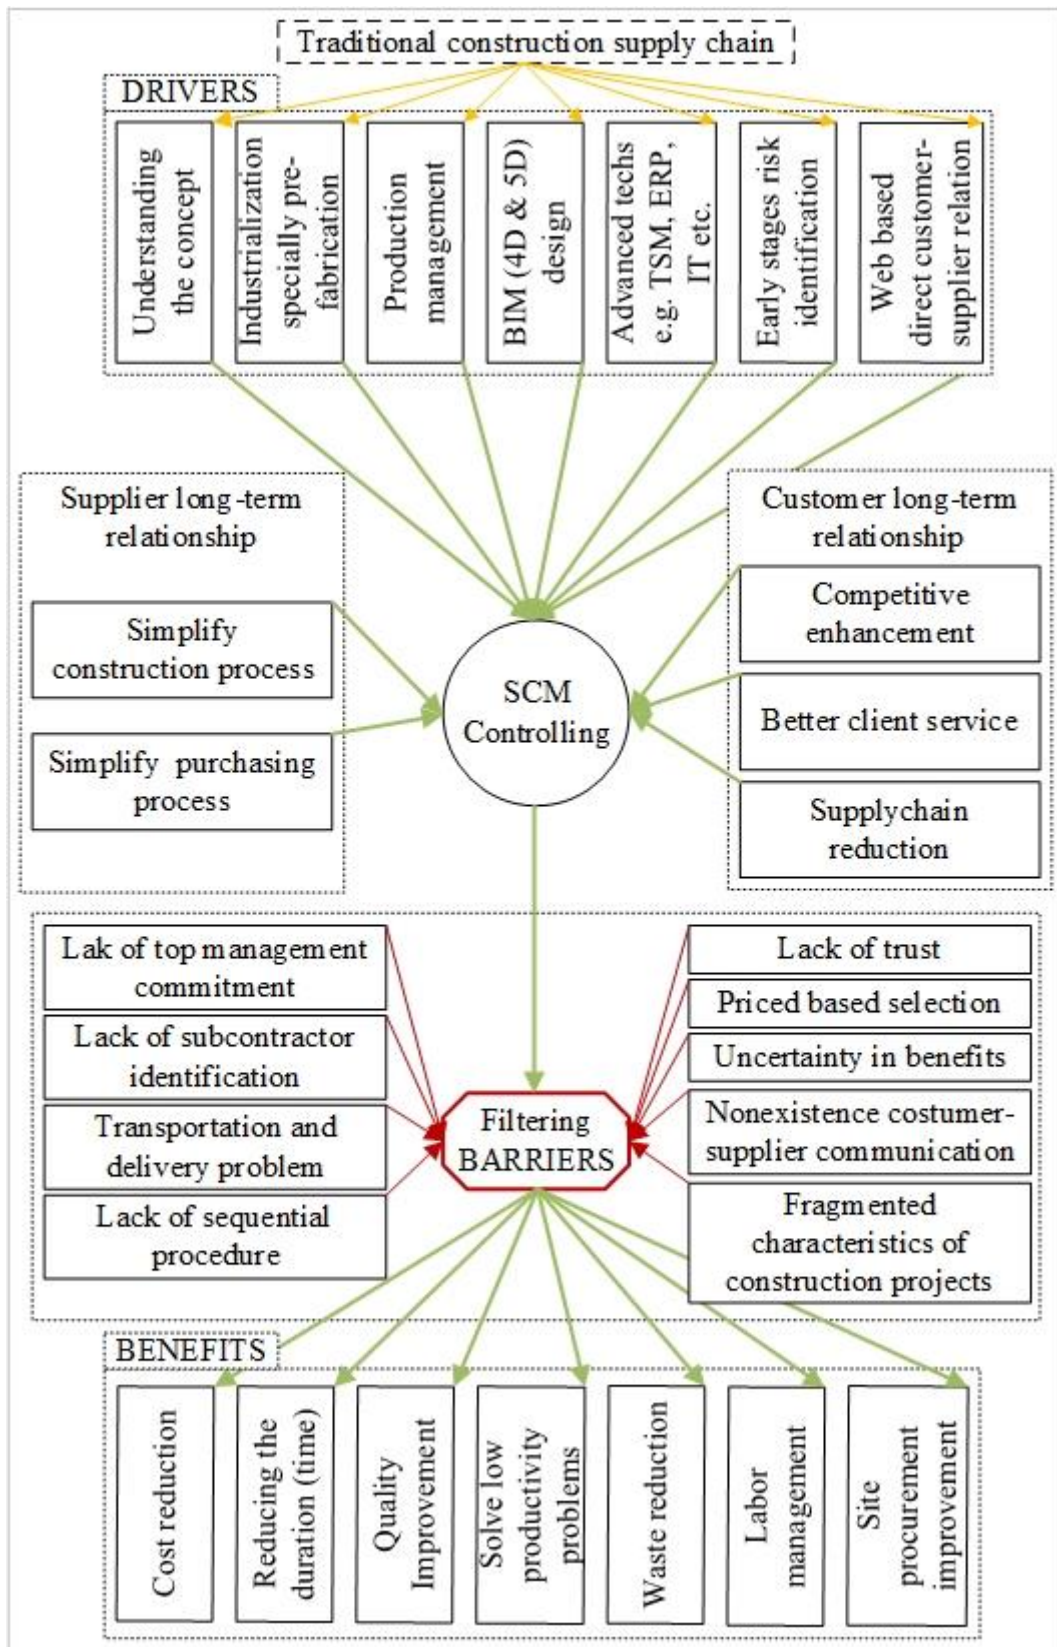 Traditional construction supply chain
DRIVERS
Understanding
the concept
Industrialization
specially pre-
fabrication
Production
management
BIM (4D & 5D)
design
Advanced techs
e.g. TSM, ERP,
IT etc.
Early stages risk
identification
Web based
direct customer-
supplier relation
Supplier long-term
relationship
Simplify
construction process
Simplify purchasing
process
SCM
Controlling
Customer long-term
relationship
Competitive
enhancement
Better client service
Supplychain
reduction
Lak of top management
commitment
Lack of subcontractor
identification
Transportation and
delivery problem
Lack of sequential
procedure
Filtering
BARRIERS
Lack of trust
Priced based selection
Uncertainty in benefits
Nonexistence costumer-
supplier communication
Fragmented
characteristics of
construction projects
BENEFITS
Cost reduction
Reducing the
duration (time)
Quality
Improvement
Solve low
productivity
problems
Waste reduction
Labor
management
Site
procurement
improvement